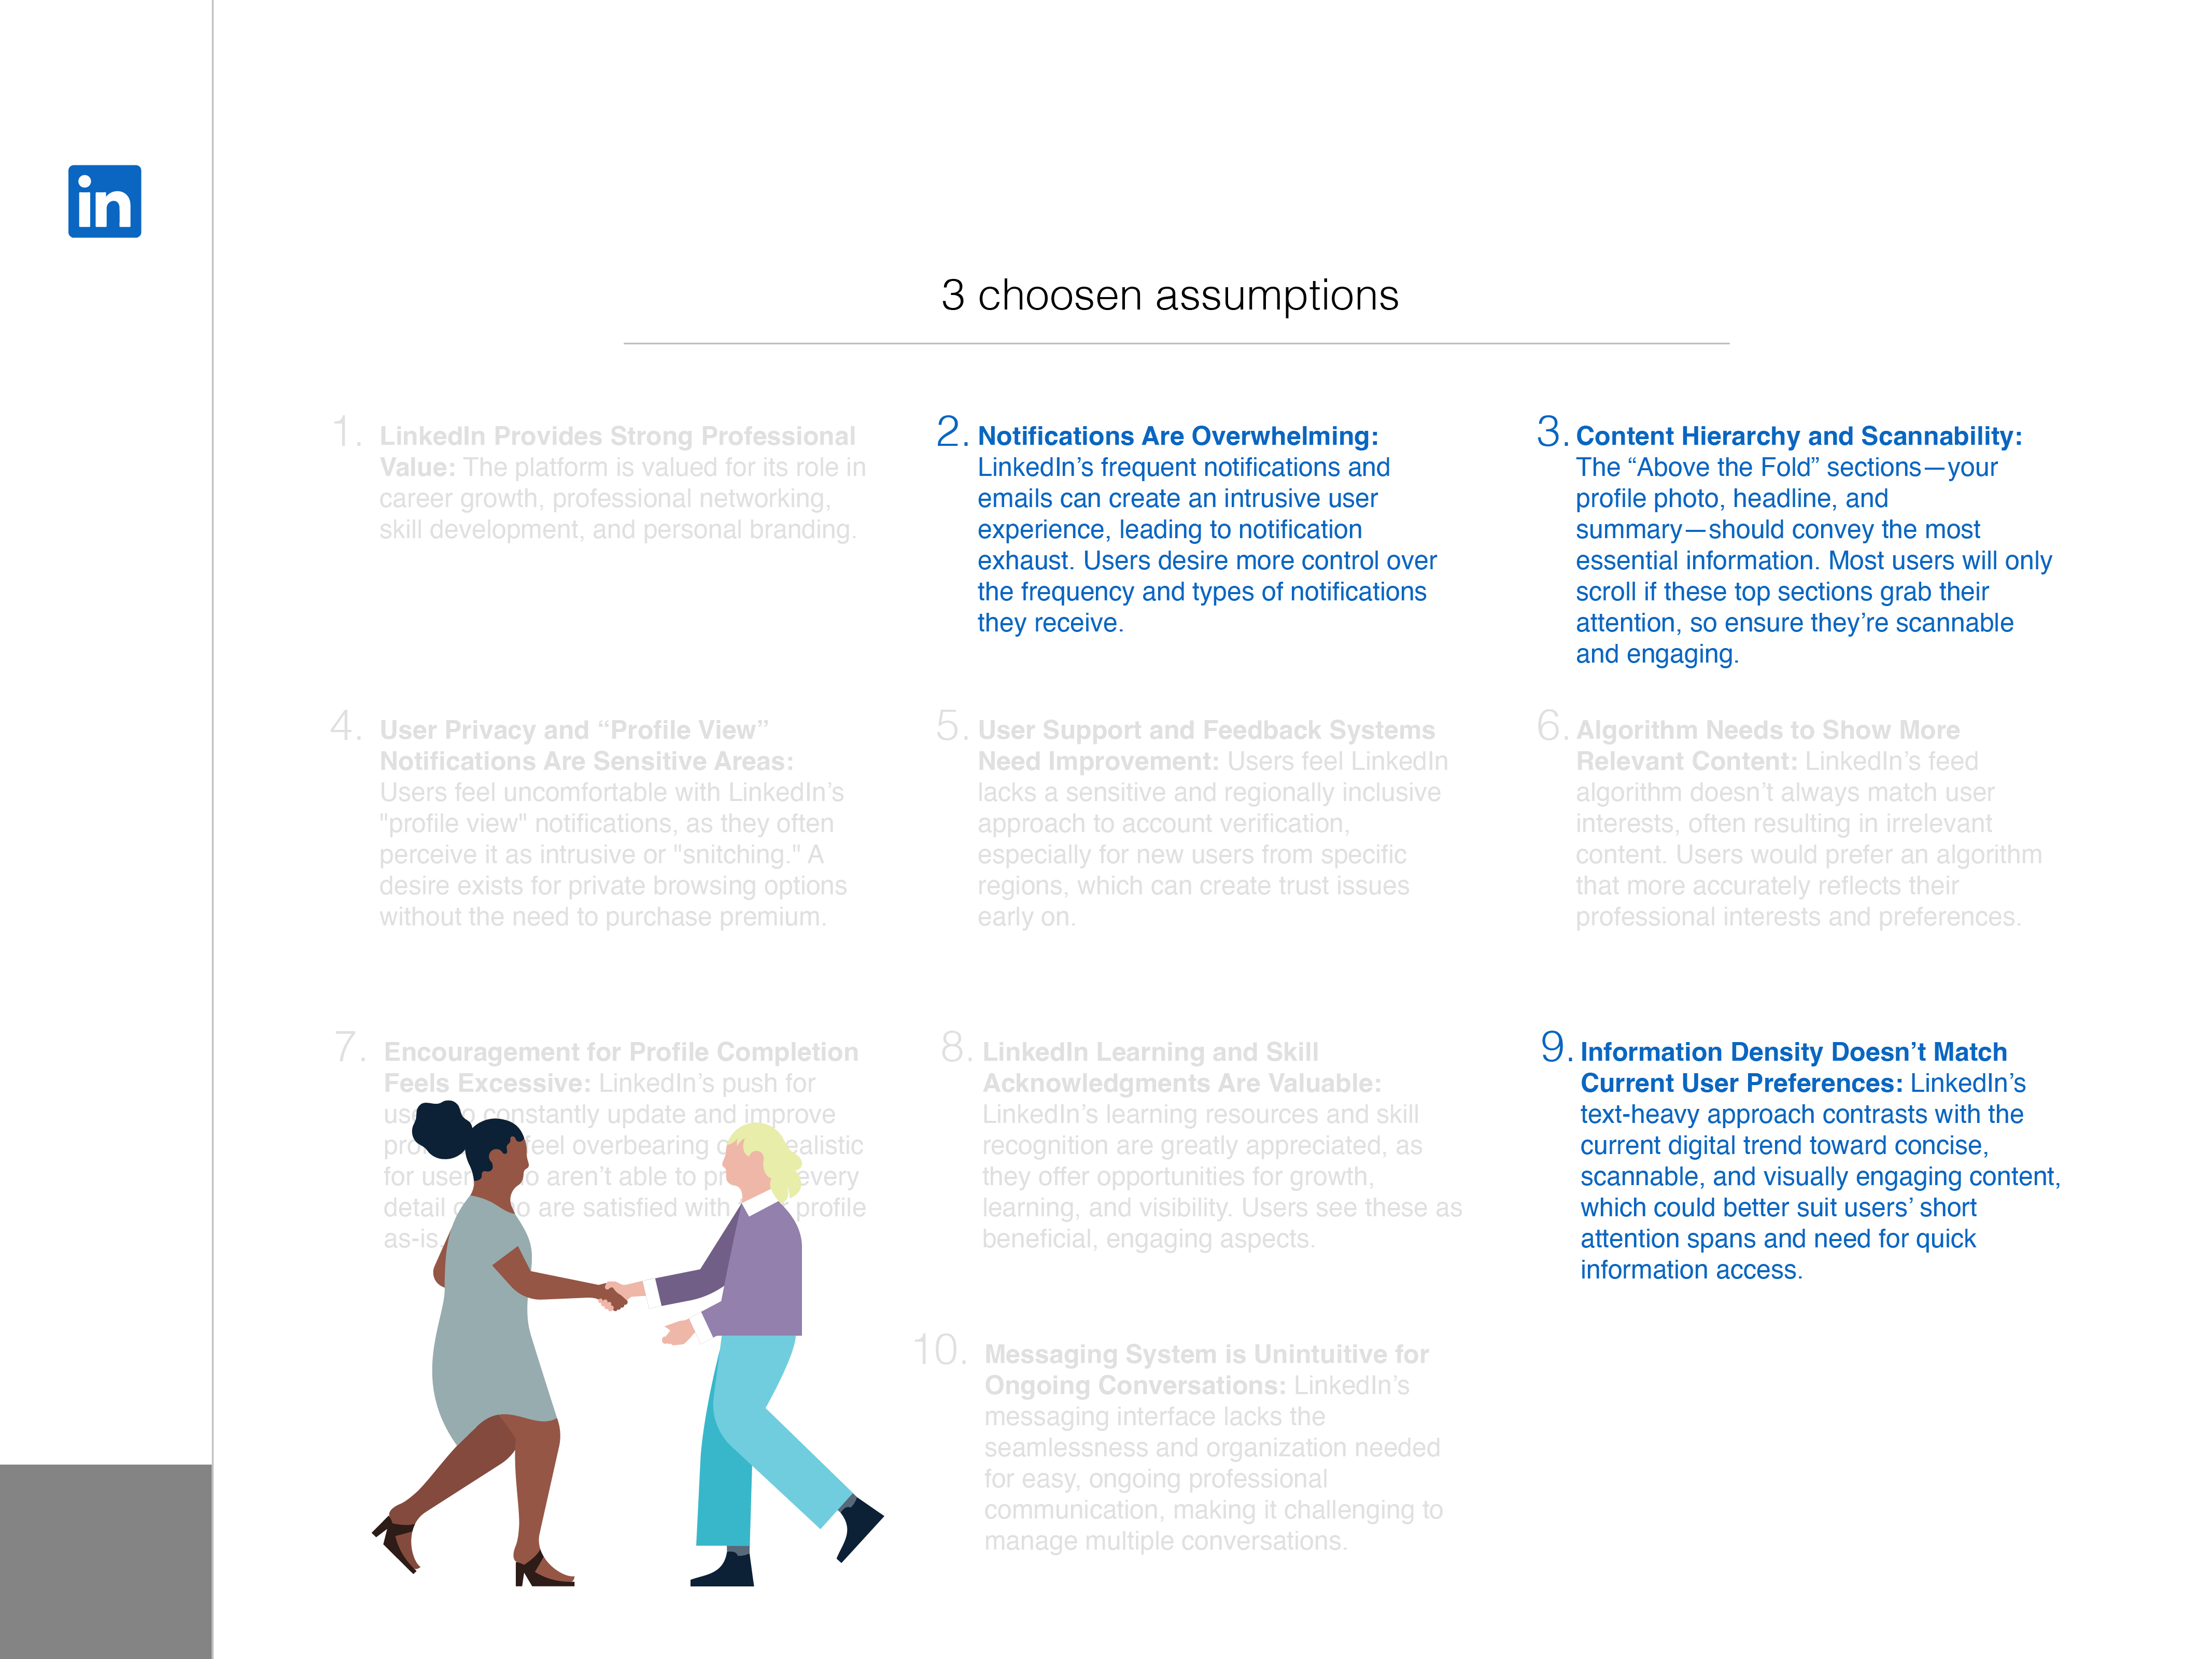 in
3 choosen assumptions
1. LinkedIn Provides Strong Professional
Value: The platform is valued for its role in
career growth, professional networking,
skill development, and personal branding.
2. Notifications Are Overwhelming:
LinkedIn’s frequent notifications and
emails can create an intrusive user
experience, leading to notification
exhaust. Users desire more control over
the frequency and types of notifications
they receive.
3. Content Hierarchy and Scannability:
The “Above the Fold” sections—your
profile photo, headline, and
summary—should convey the most
essential information. Most users will only
scroll if these top sections grab their
attention, so ensure they’re scannable
and engaging.
4. User Privacy and “Profile View”
Notifications Are Sensitive Areas:
Users feel uncomfortable with LinkedIn’s
"profile view" notifications, as they often
perceive it as intrusive or "snitching." A
desire exists for private browsing options
without the need to purchase premium.
5. User Support and Feedback Systems
Need Improvement: Users feel LinkedIn
lacks a sensitive and regionally inclusive
approach to account verification,
especially for new users from specific
regions, which can create trust issues
early on.
6. Algorithm Needs to Show More
Relevant Content: LinkedIn’s feed
algorithm doesn’t always match user
interests, often resulting in irrelevant
content. Users would prefer an algorithm
that more accurately reflects their
professional interests and preferences.
7. Encouragement for Profile Completion
Feels Excessive: LinkedIn’s push for
constantly update and improve
feel overbearing
for aren’t able to every
detail are satisfied with profile
as-is
8. LinkedIn Learning and Skill
Acknowledgments Are Valuable:
LinkedIn’s learning resources and skill
recognition are greatly appreciated, as
they offer opportunities for growth,
learning, and visibility. Users see these as
beneficial, engaging aspects.
9. Information Density Doesn’t Match
Current User Preferences: LinkedIn’s
text-heavy approach contrasts with the
current digital trend toward concise,
scannable, and visually engaging content,
which could better suit users’ short
attention spans and need for quick
information access.
10. Messaging System is Unintuitive for
Ongoing Conversations: LinkedIn’s
messaging interface lacks the
seamlessness and organization needed
for easy, ongoing professional
communication, making it challenging to
manage multiple conversations.